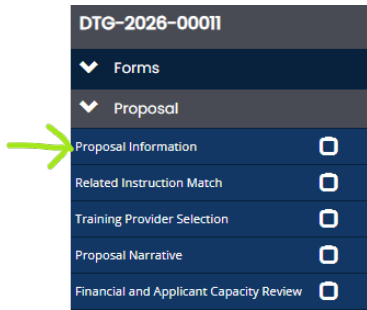 DTG-2026-00011
Forms
Proposal
Proposal Information
Related Instruction Match
Training Provider Selection
Proposal Narrative
Financial and Applicant Capacity Review